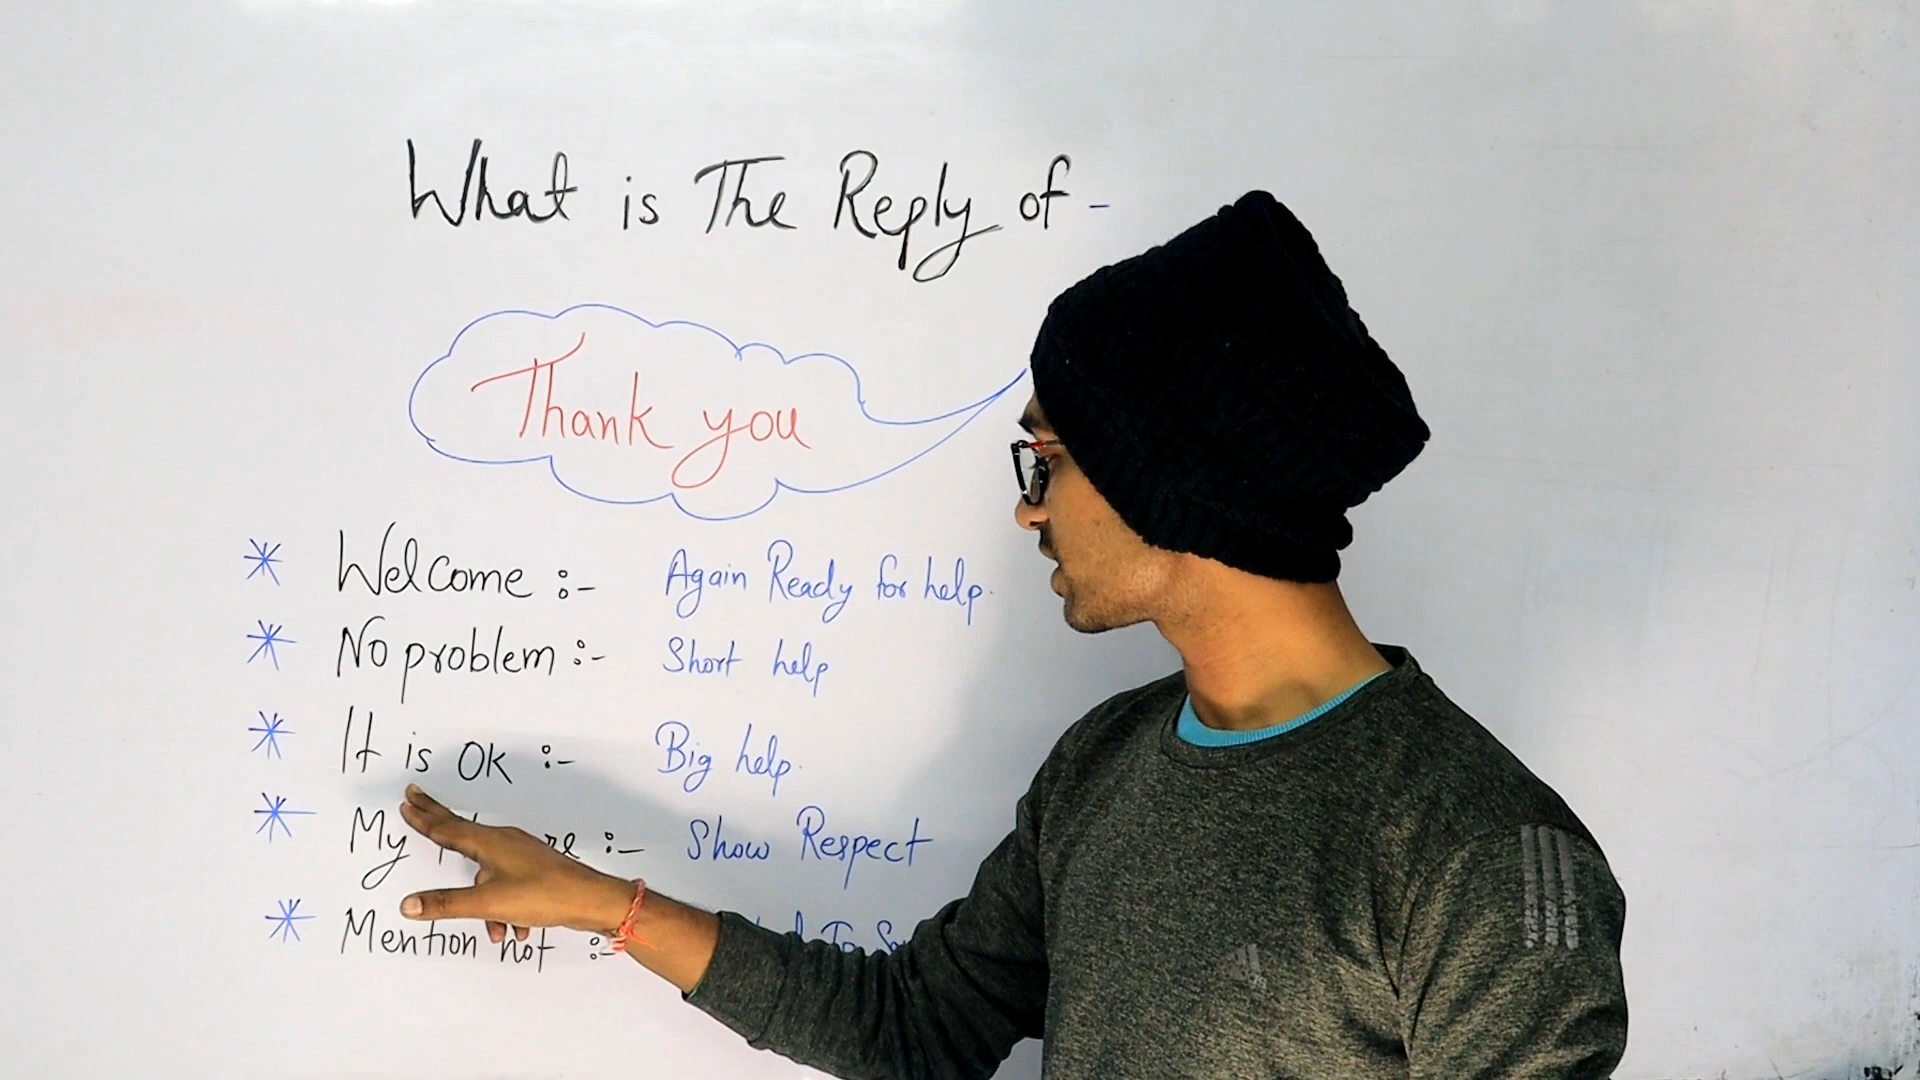 What is The Reply of -
Thank you
* Welcome :- Again Ready for help.
* No problem :- Short help
* It is OK :- Big help.
* My :- Show Respect
* Mention not :- To